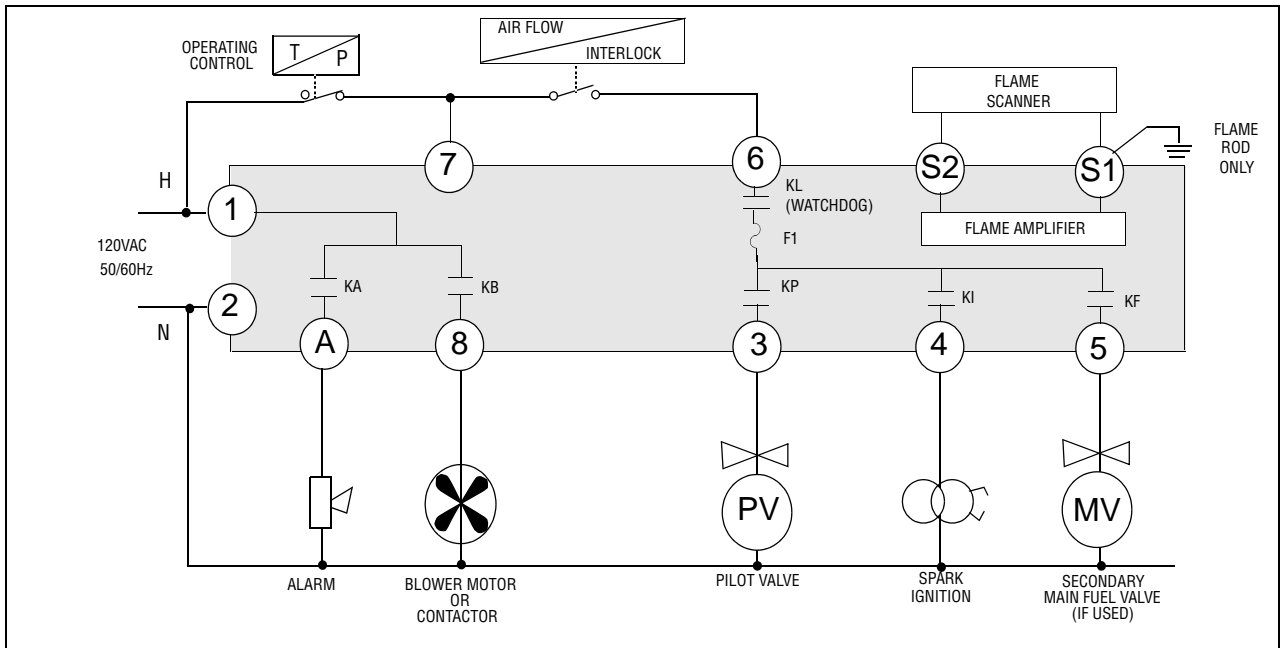 OPERATING
CONTROL
T
P
AIR FLOW
INTERLOCK
FLAME
SCANNER
FLAME
ROD
ONLY
H
1
7
6
S2
S1
KL
(WATCHDOG)
F1
FLAME AMPLIFIER
120VAC
50/60Hz
2
N
KA
KB
KP
KI
KF
A
8
3
4
5
PV
MV
ALARM
BLOWER MOTOR
OR
CONTACTOR
PILOT VALVE
SPARK
IGNITION
SECONDARY
MAIN FUEL VALVE
(IF USED)